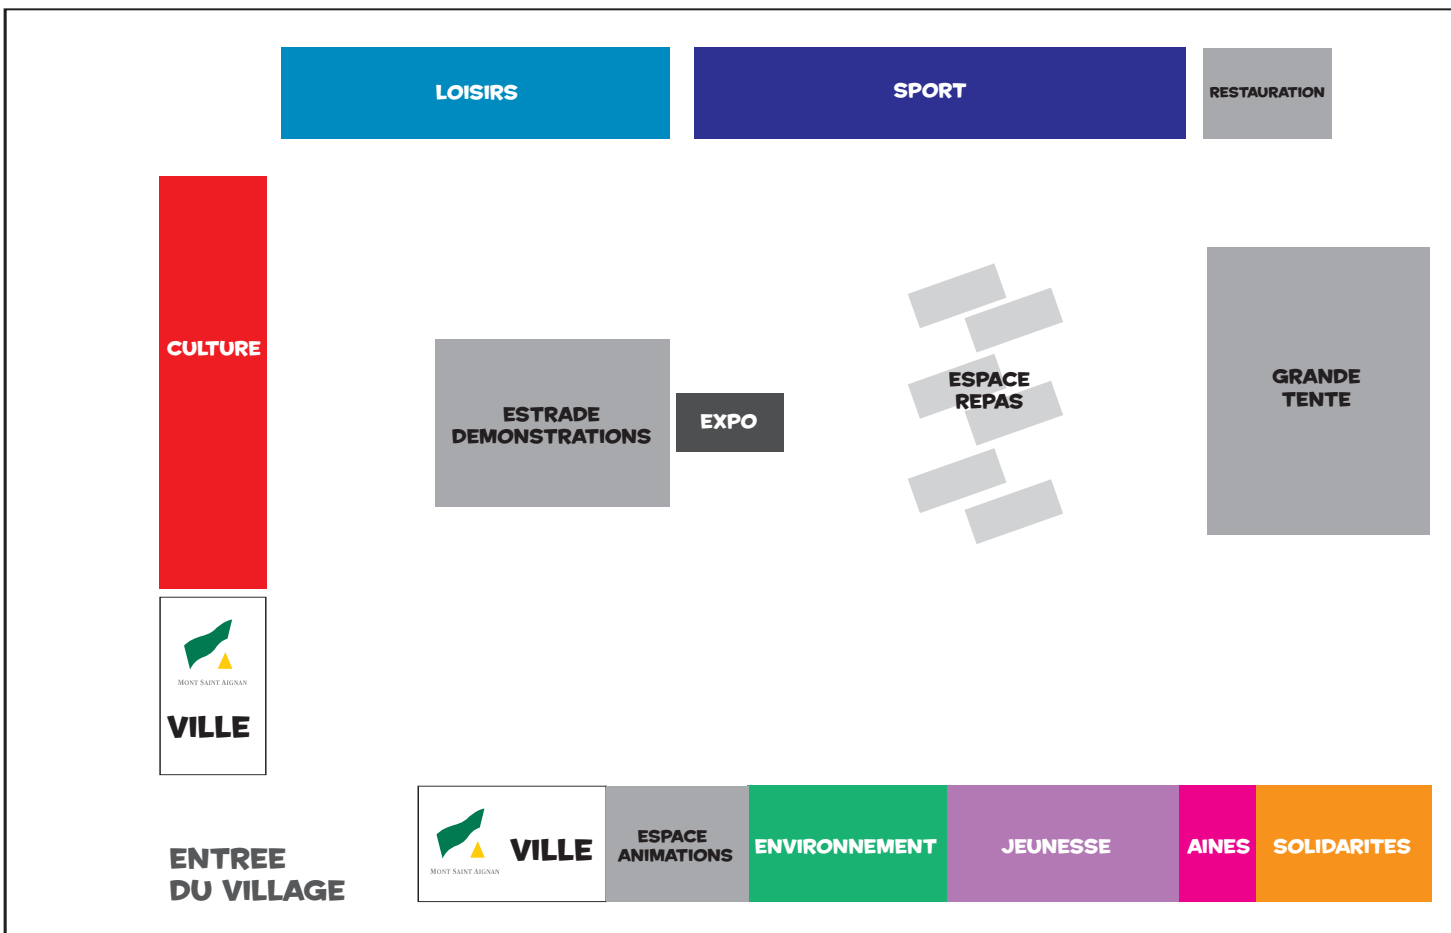 LOISIRS
SPORT
RESTAURATION
CULTURE
ESTRADE
DEMONSTRATIONS
EXPO
ESPACE
REPAS
GRANDE
TENTE
MONT SAINT AIGNAN
VILLE
ENTREE
DU VILLAGE
MONT SAINT AIGNAN
VILLE
ESPACE
ANIMATIONS
ENVIRONNEMENT
JEUNESSE
AINES
SOLIDARITES